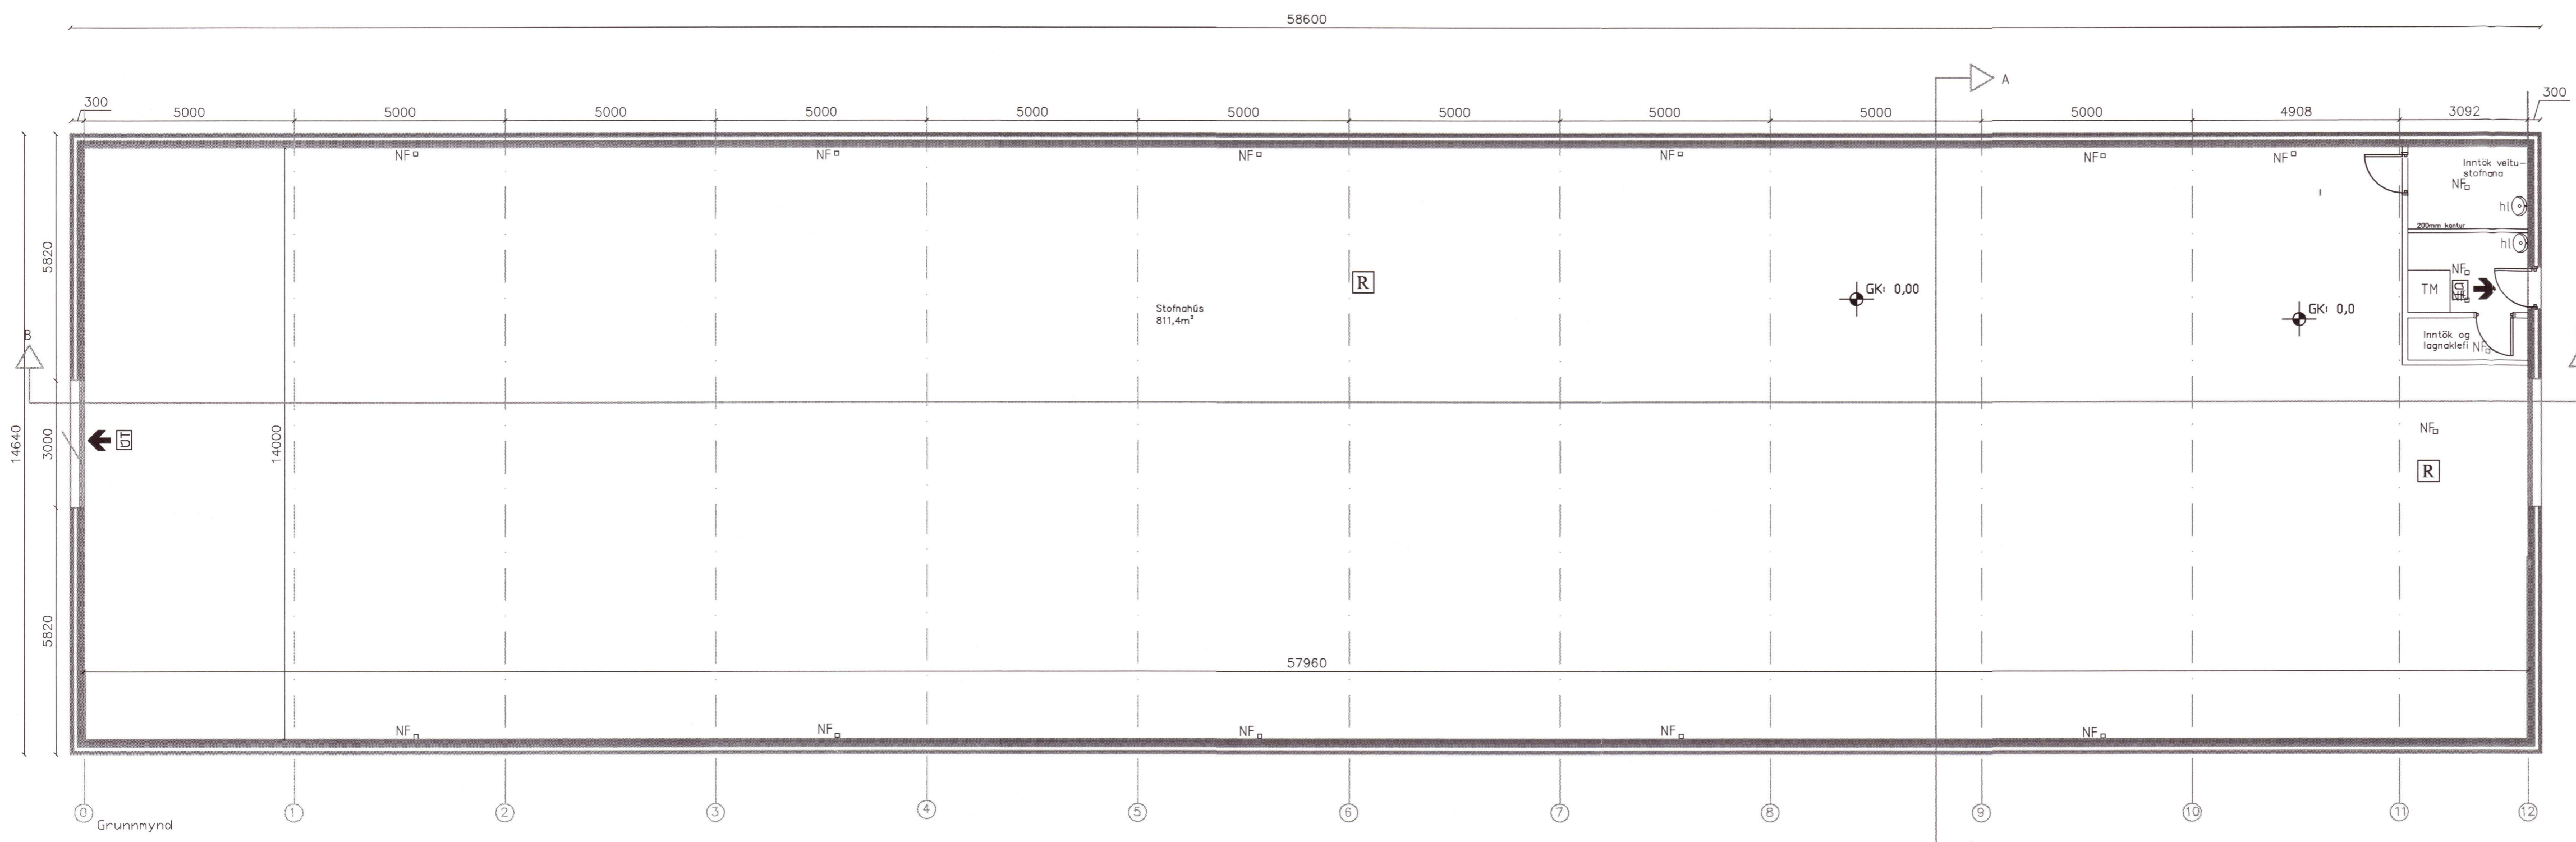 58600
A
300 5000 5000 5000 5000 5000 5000 5000 5000 5000 5000 4908 3092 300
NF NF NF NF NF NF
Inntök veitu-
stofnana
NF
hl
200mm kantur
hl
NF
R
GK: 0,00
TM
GK: 0,0
Stofnahús
811,4m²
Inntök og
lagnaklefi NF
B
5820
14640
3000
14000
5820
NF
R
57960
NF NF NF NF NF
0 1 2 3 4 5 6 7 8 9 10 11 12
Grunnmynd